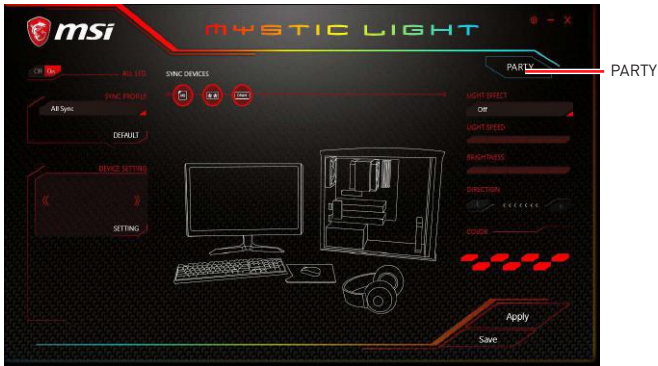 msi
MYSTIC LIGHT
PARTY
PARTY
Off On
ALL LED
SYNC DEVICES
SYNC PROFILE
All Sync
DEFAULT
DEVICE SETTING
SETTING
LIGHT EFFECT
Off
LIGHT SPEED
BRIGHTNESS
DIRECTION
COLOR
Apply
Save